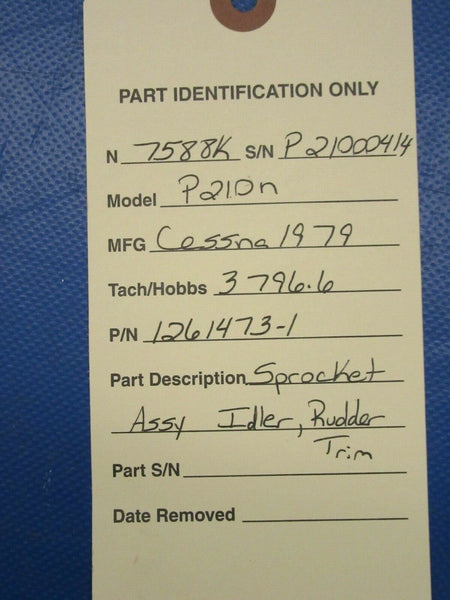 PART IDENTIFICATION ONLY
N 7588K S/N P21000414
Model P210n
MFG Cessna 1979
Tach/Hobbs 3796.6
P/N 1261473-1
Part Description Sprocket
Assy Idler, Rudder
Trim
Part S/N
Date Removed